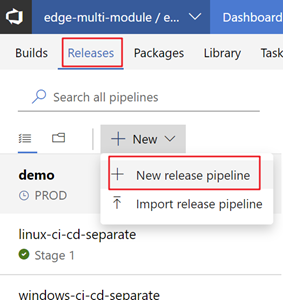 edge-multi-module / e...
Dashboard
Builds Releases Packages Library Task
Search all pipelines
New
demo
PROD
New release pipeline
Import release pipeline
linux-ci-cd-separate
Stage 1
windows-ci-cd-separate